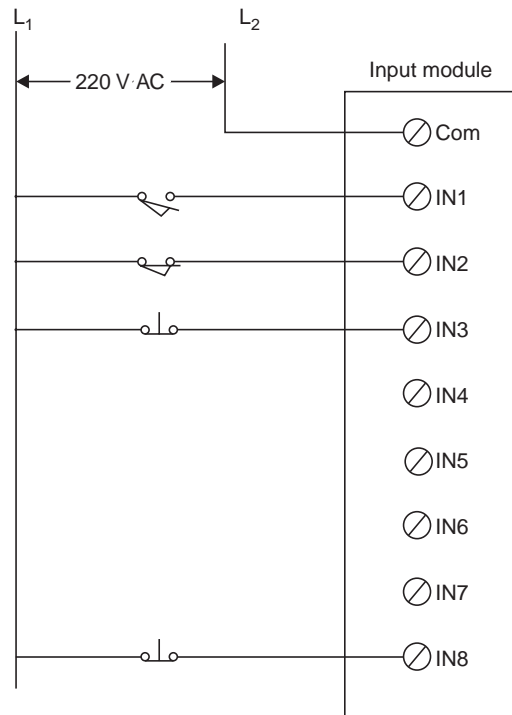 L₁
L₂
220 V AC
Input module
Com
IN1
IN2
IN3
IN4
IN5
IN6
IN7
IN8